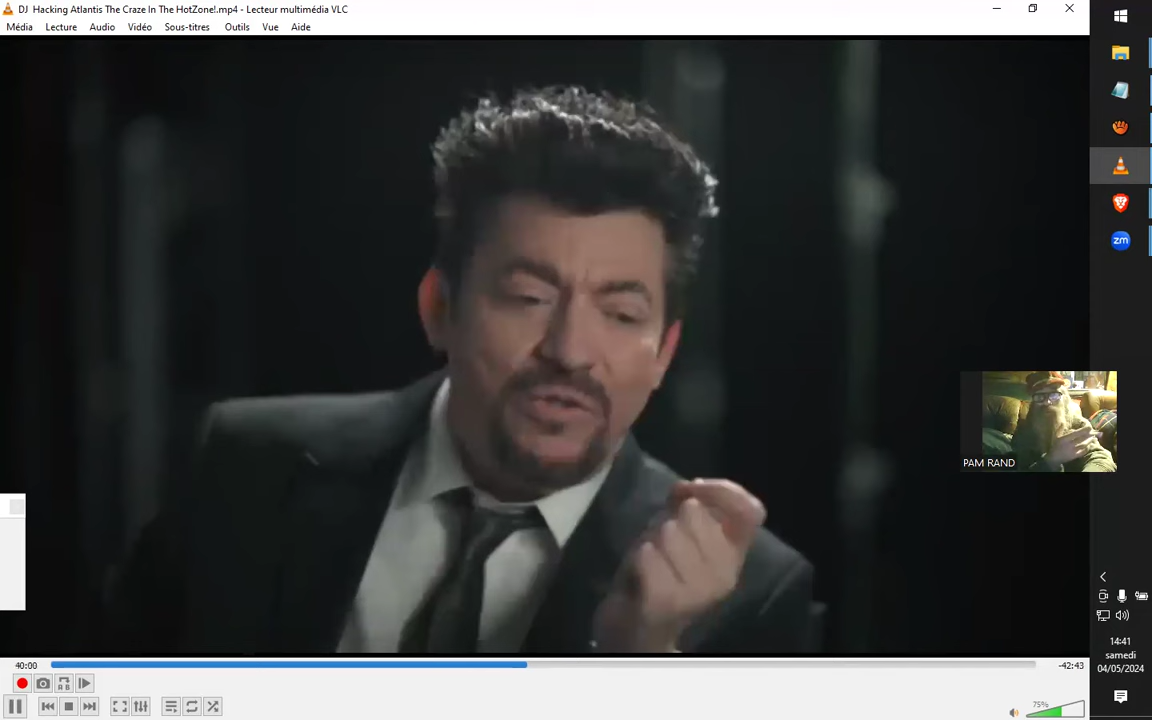 DJ  Hacking Atlantis The Craze In The HotZone!.mp4 - Lecteur multimédia VLC
Média Lecture Audio Vidéo Sous-titres Outils Vue Aide
zm
PAM RAND
14:41
samedi
04/05/2024
40:00
-42:43
75%